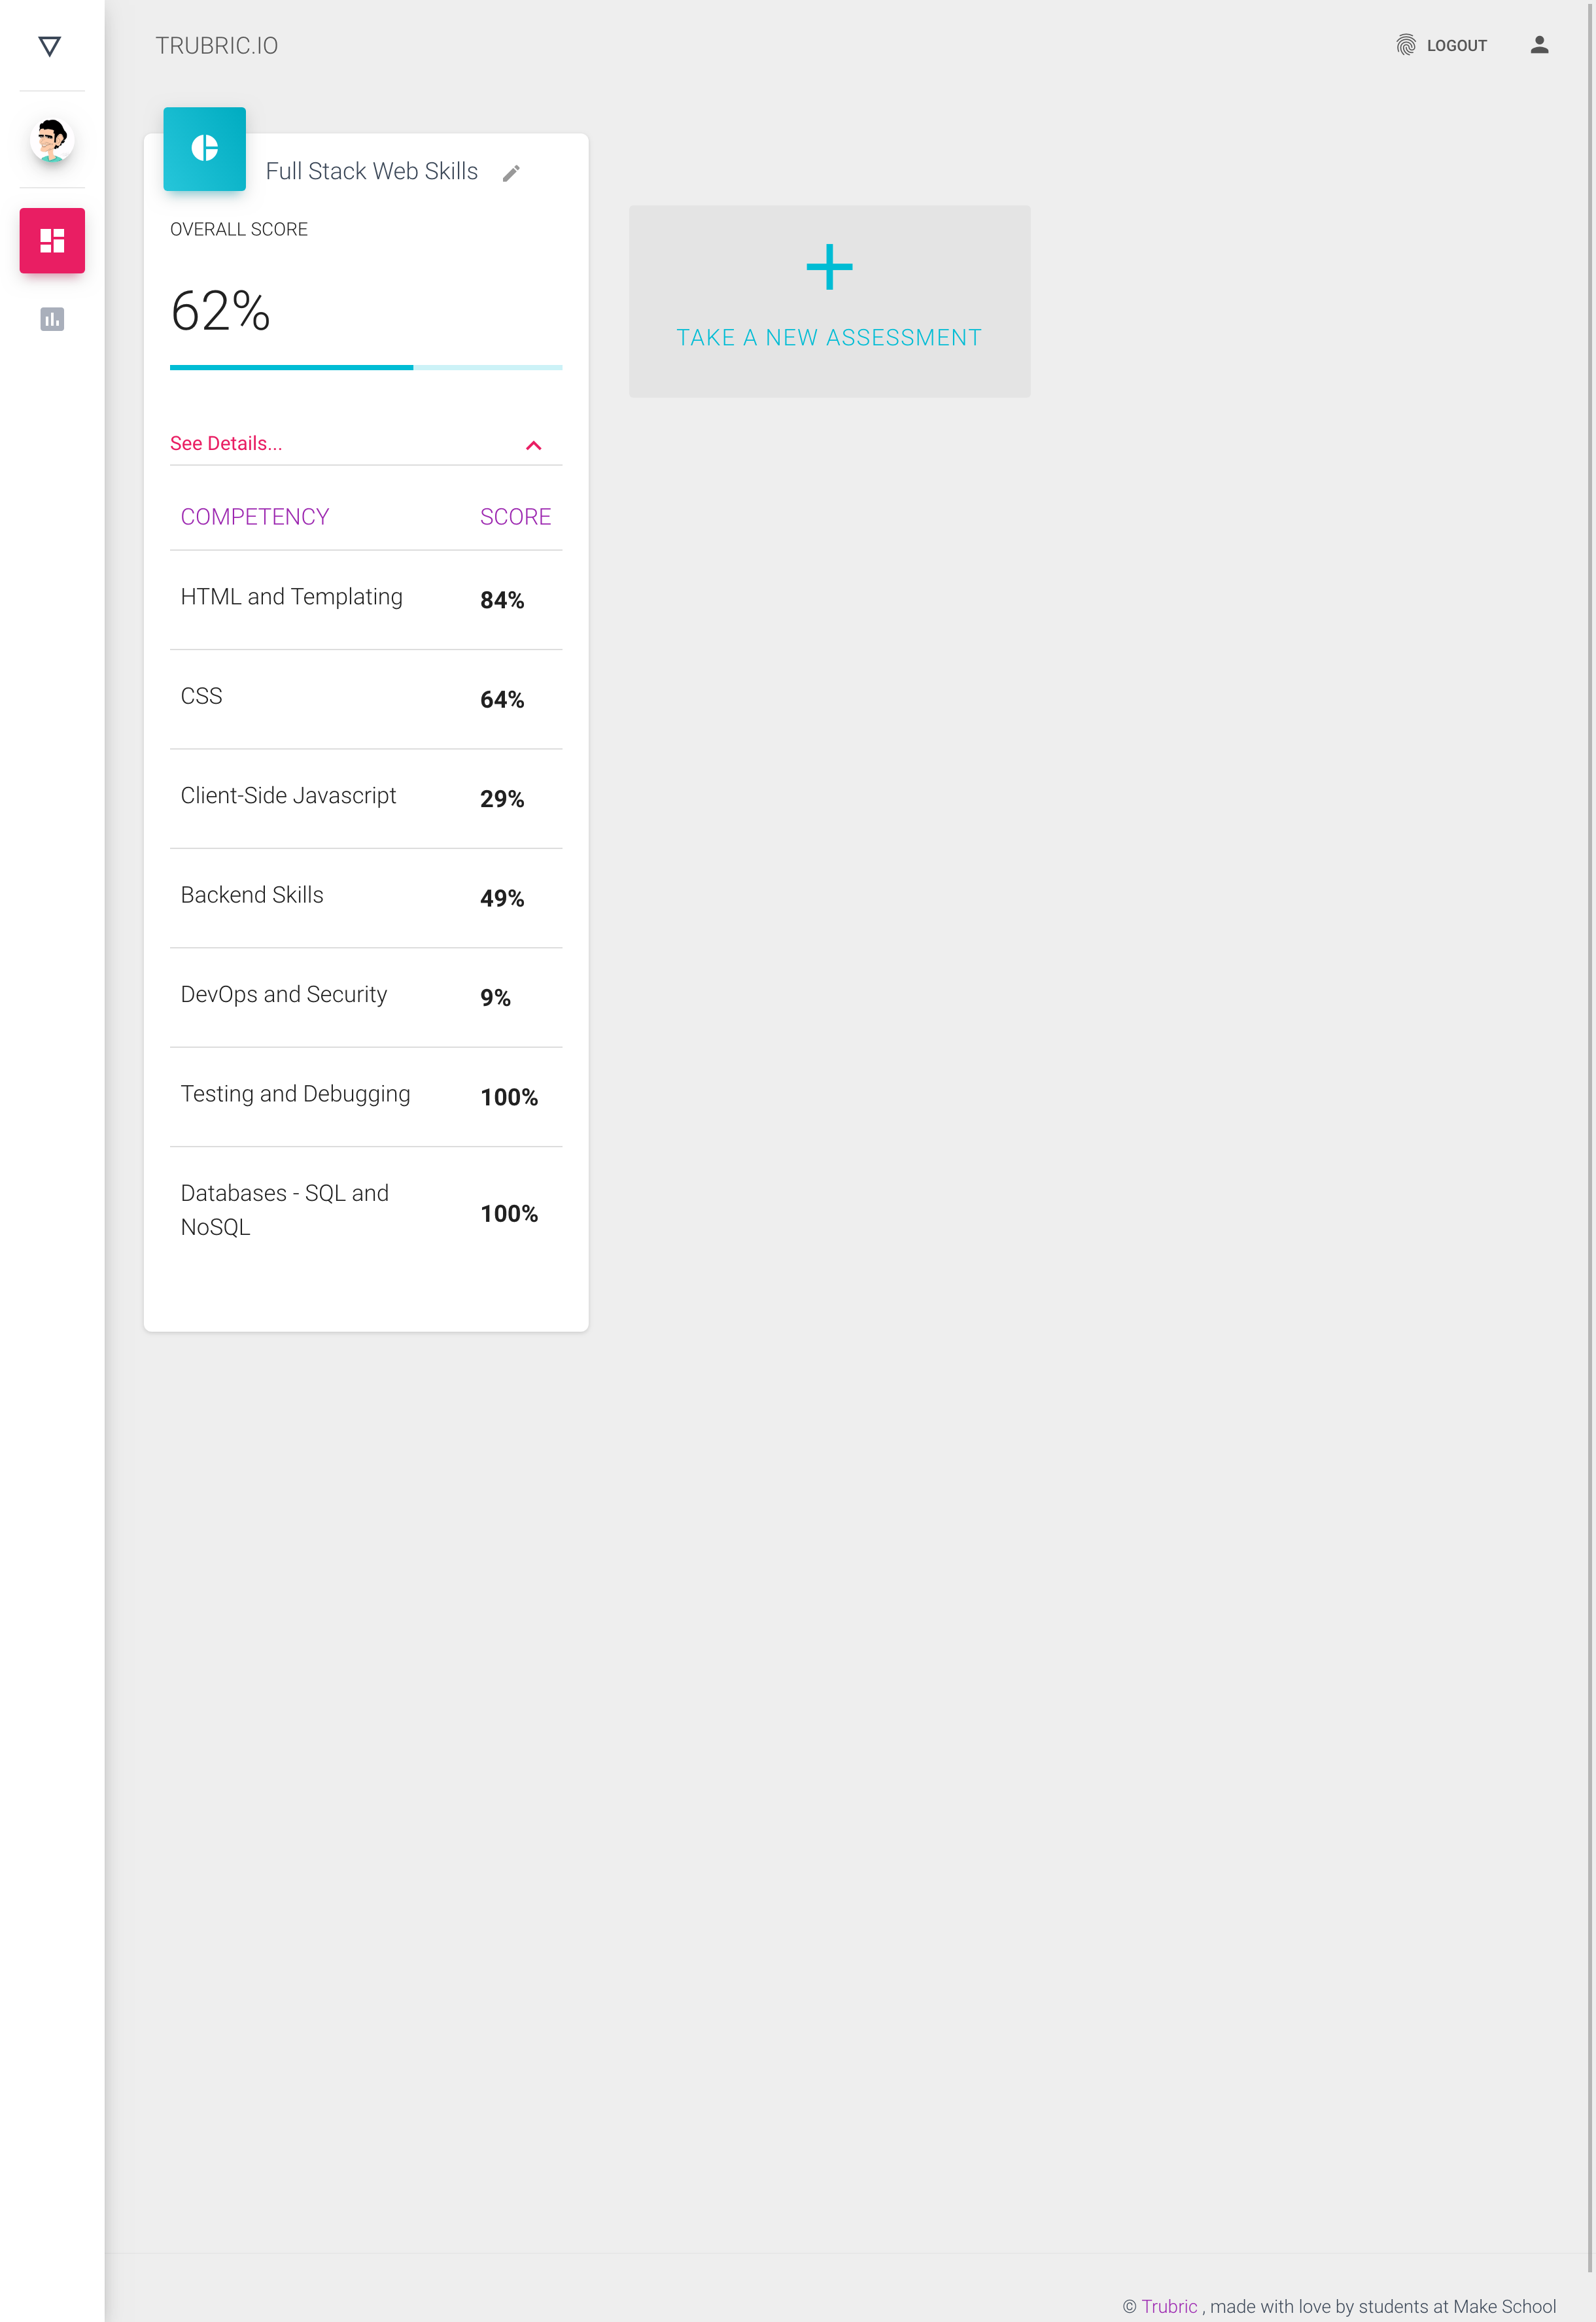 TRUBRIC.IO
LOGOUT
Full Stack Web Skills
OVERALL SCORE
62%
TAKE A NEW ASSESSMENT
See Details...
COMPETENCY SCORE
HTML and Templating 84%
CSS 64%
Client-Side Javascript 29%
Backend Skills 49%
DevOps and Security 9%
Testing and Debugging 100%
Databases - SQL and
NoSQL
100%
© Trubric , made with love by students at Make School